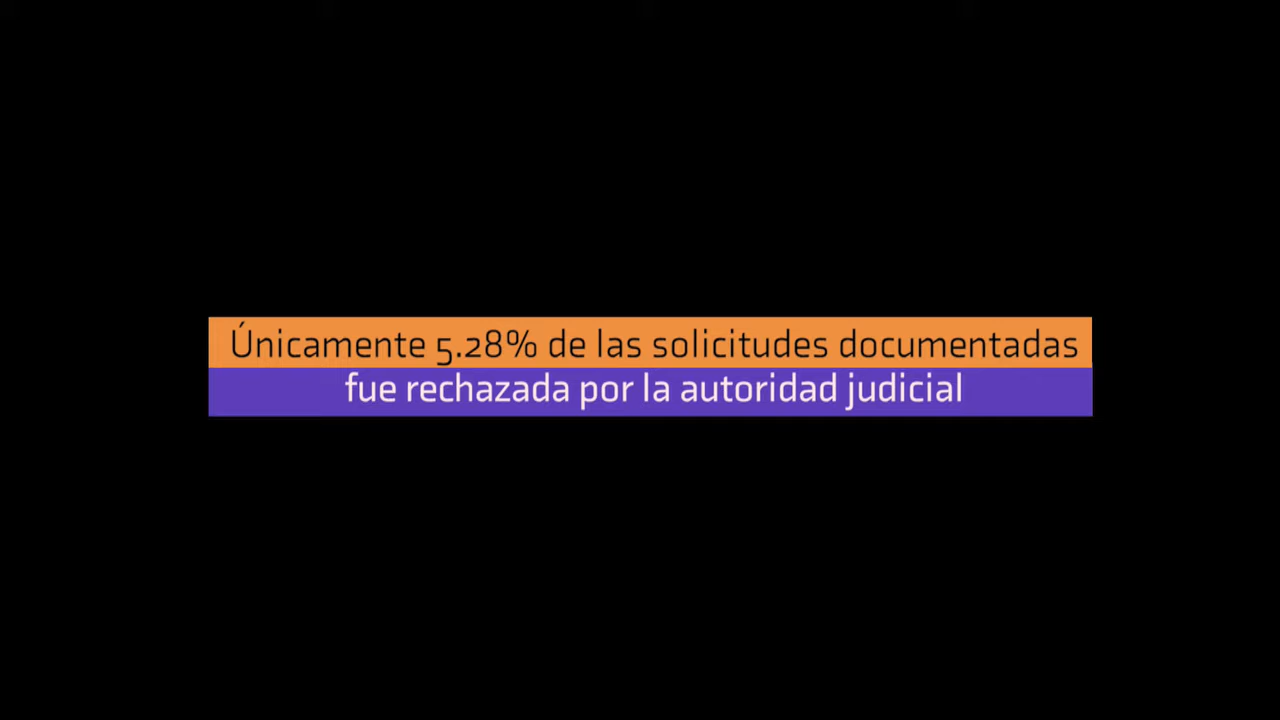 Únicamente 5.28% de las solicitudes documentadas
fue rechazada por la autoridad judicial